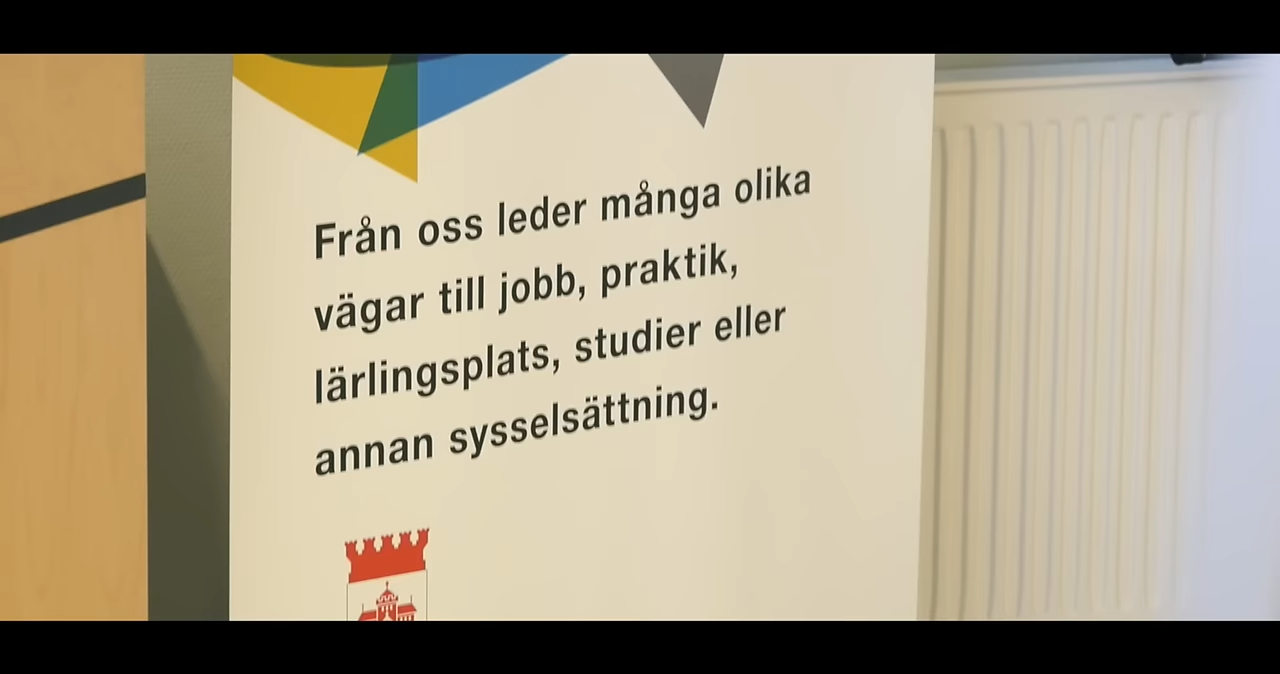 Från oss leder många olika
vägar till jobb, praktik,
lärlingsplats, studier eller
annan sysselsättning.